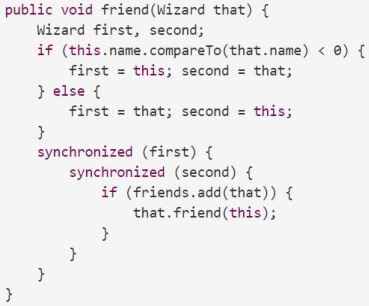 public void friend(Wizard that) {
    Wizard first, second;
    if (this.name.compareTo(that.name) < 0) {
        first = this; second = that;
    } else {
        first = that; second = this;
    }
    synchronized (first) {
        synchronized (second) {
            if (friends.add(that)) {
                that.friend(this);
            }
        }
    }
}